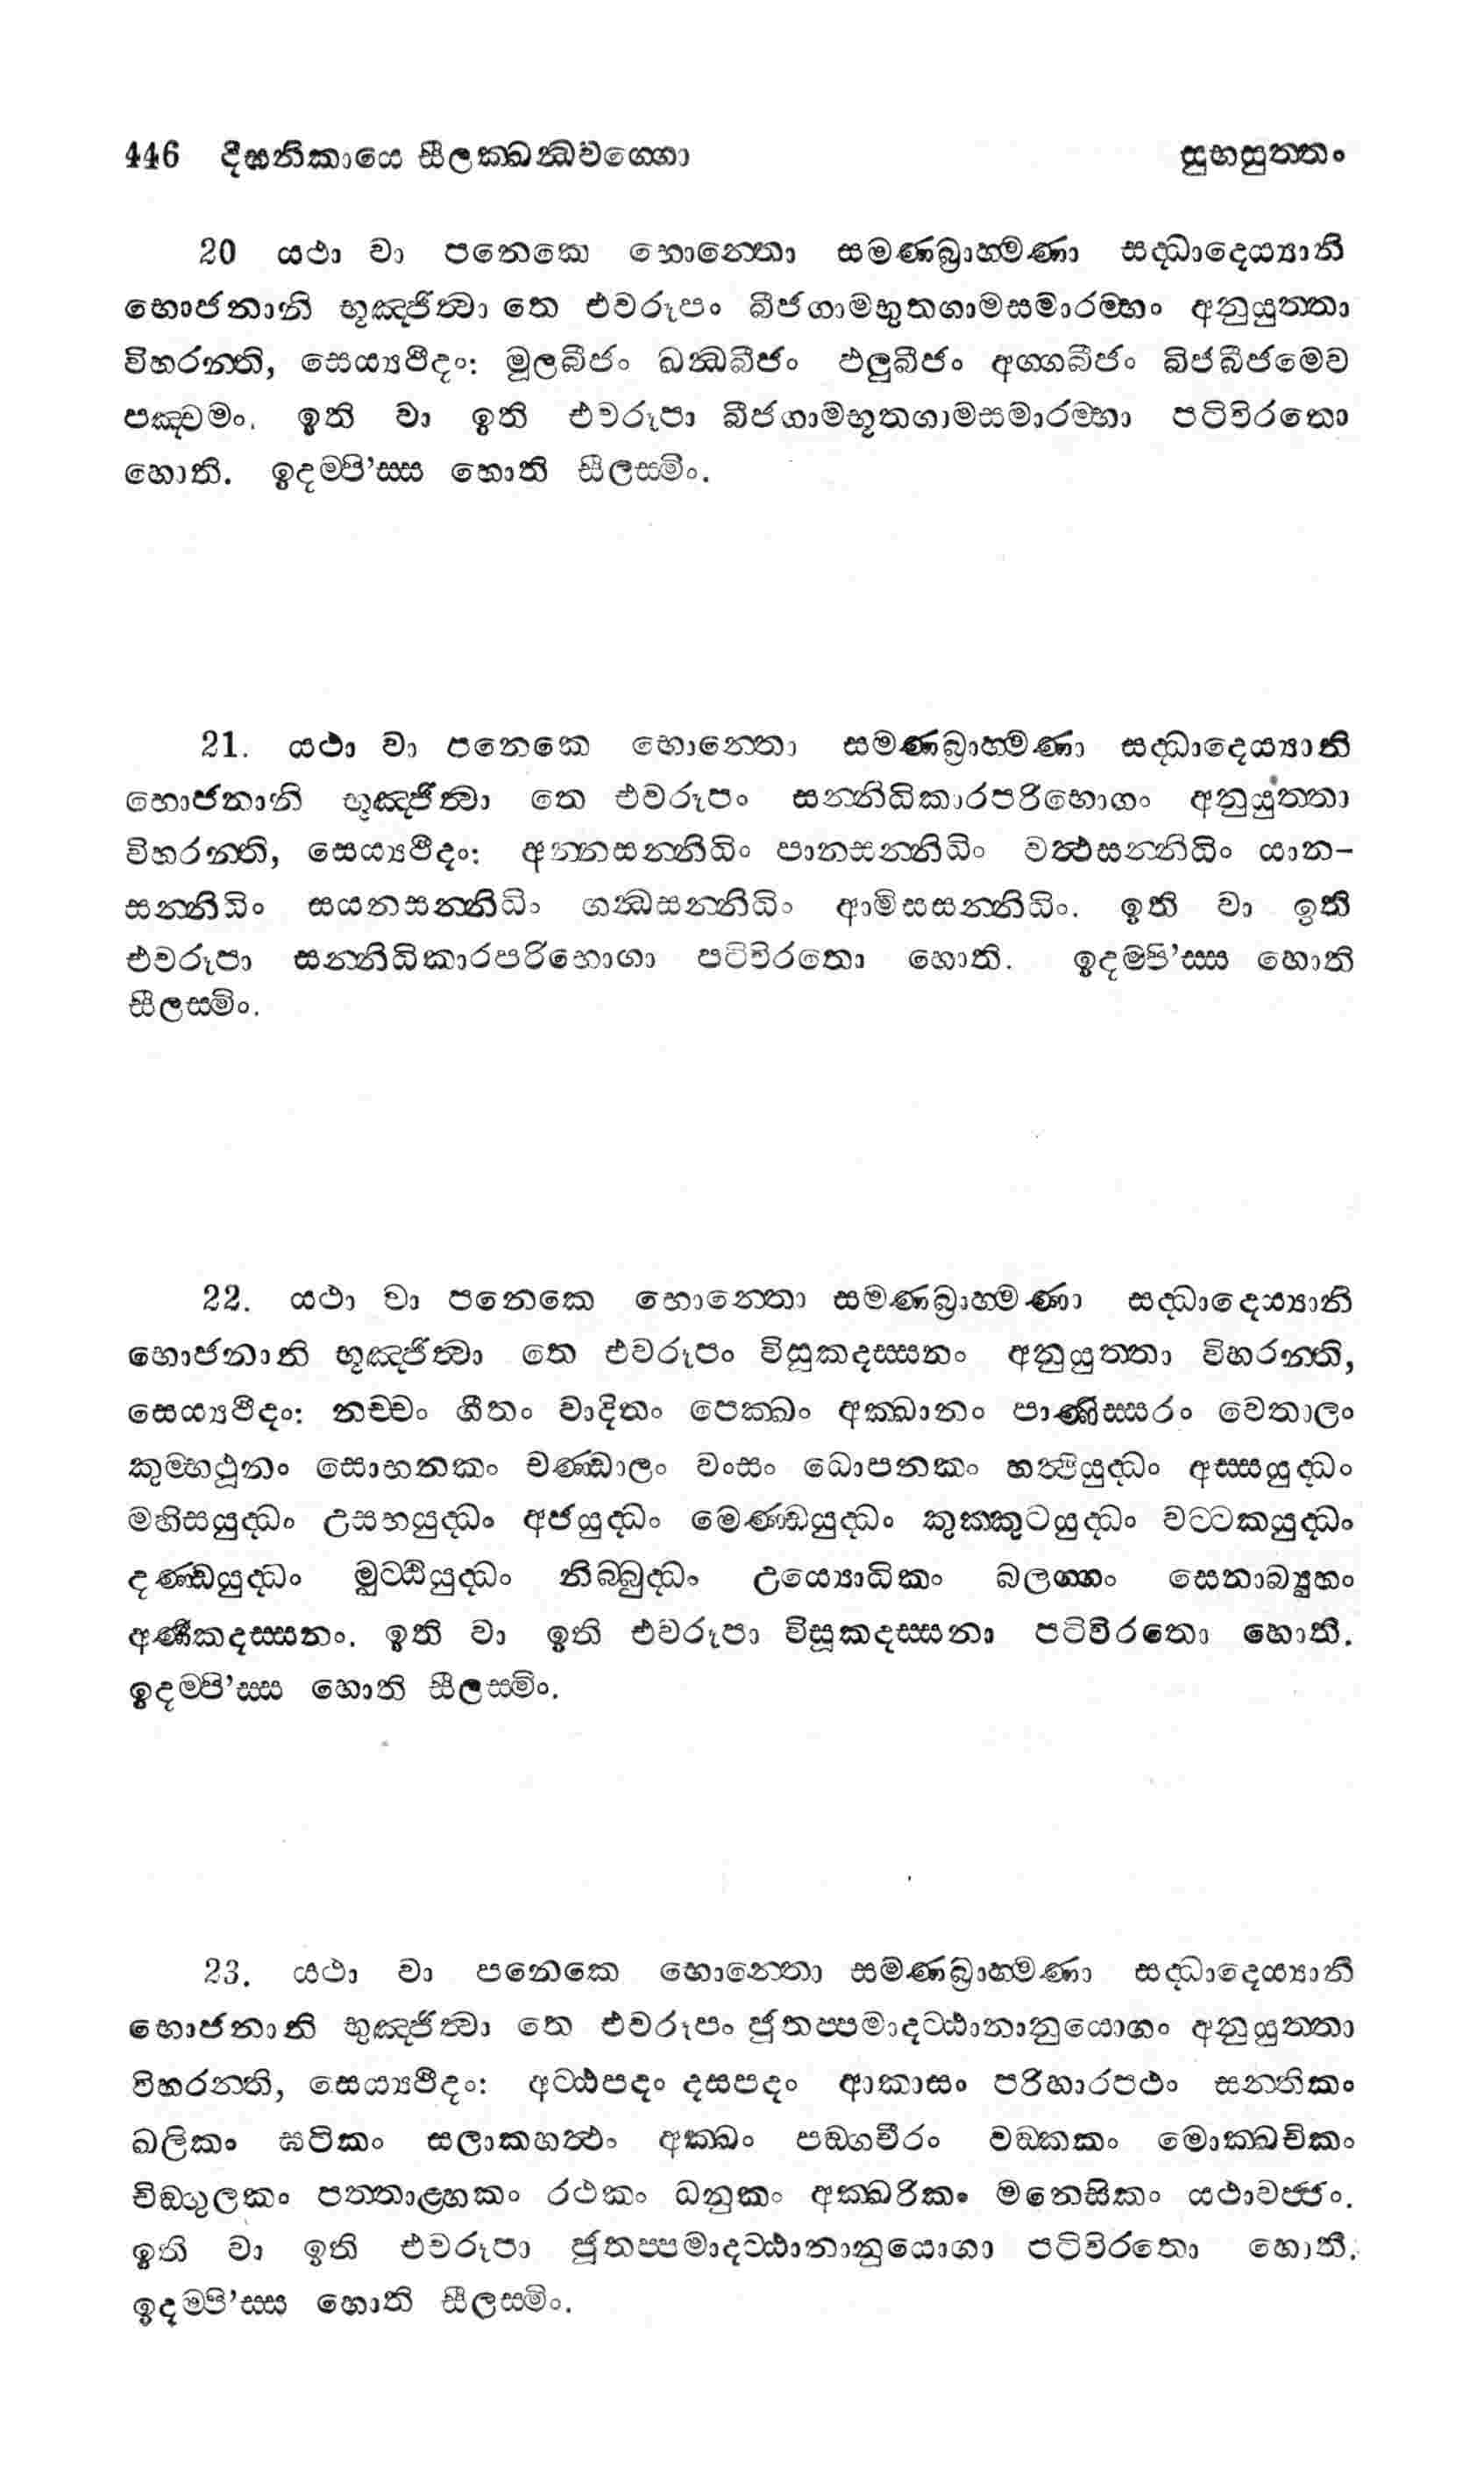 446 දීඝනිකායෙ සීලක්ඛන්ධවග්ගො සුභසුත්තං
20 යථා වා පනෙකෙ භොන්තො සමණබ්‍රාහ්මණා සද්ධාදෙය්‍යානි
භොජනානි භුඤ්ජිත්වා තෙ එවරූපං බීජගාමභූතගාමසමාරම්භං අනුයුත්තා
විහරන්ති, සෙය්‍යථීදං: මූලබීජං ඛන්ධබීජං ඵලුබීජං අග්ගබීජං බීජබීජමෙව
පඤ්චමං. ඉති වා ඉති එවරූපා බීජගාමභූතගාමසමාරම්භා පටිවිරතො
හොති. ඉදම්පි’ස්ස හොති සීලස්මිං.
21. යථා වා පනෙකෙ භොන්තො සමණබ්‍රාහ්මණා සද්ධාදෙය්‍යානි
භොජනානි භුඤ්ජිත්වා තෙ එවරූපං සන්නිධිකාරපරිභොගං අනුයුත්තා
විහරන්ති, සෙය්‍යථීදං: අන්නසන්නිධිං පානසන්නිධිං වත්ථසන්නිධිං යාන-
සන්නිධිං සයනසන්නිධිං ගන්ධසන්නිධිං ආමිසසන්නිධිං. ඉති වා ඉති
එවරූපා සන්නිධිකාරපරිභොගා පටිවිරතො හොති. ඉදම්පි’ස්ස හොති
සීලස්මිං.
22. යථා වා පනෙකෙ භොන්තො සමණබ්‍රාහ්මණා සද්ධාදෙය්‍යානි
භොජනානි භුඤ්ජිත්වා තෙ එවරූපං විසූකදස්සනං අනුයුත්තා විහරන්ති,
සෙය්‍යථීදං: නච්චං ගීතං වාදිතං පෙක්ඛං අක්ඛානං පාණිස්සරං වෙතාලං
කුම්භථූනං සොභනකං චණ්ඩාලං වංසං ධොපනකං හත්ථියුද්ධං අස්සයුද්ධං
මහිසයුද්ධං උසභයුද්ධං අජයුද්ධං මෙණ්ඩයුද්ධං කුක්කුටයුද්ධං වට්ටකයුද්ධං
දණ්ඩයුද්ධං මුට්ඨියුද්ධං නිබ්බුද්ධං උය්‍යොධිකං බලග්ගං සෙනාබ්‍යූහං
අණීකදස්සනං. ඉති වා ඉති එවරූපා විසූකදස්සනා පටිවිරතො හොති.
ඉදම්පි’ස්ස හොති සීලස්මිං.
23. යථා වා පනෙකෙ භොන්තො සමණබ්‍රාහ්මණා සද්ධාදෙය්‍යානි
භොජනානි භුඤ්ජිත්වා තෙ එවරූපං ජූතප්පමාදට්ඨානානුයොගං අනුයුත්තා
විහරන්ති, සෙය්‍යථීදං: අට්ඨපදං දසපදං ආකාසං පරිහාරපථං සන්තිකං
ඛලිකං ඝටිකං සලාකහත්ථං අක්ඛං පඞ්ගචීරං වඞ්කකං මොක්ඛචිකං
චිඞ්ගුලකං පත්තාළ්හකං රථකං ධනුකං අක්ඛරිකං මනෙසිකං යථාවජ්ජං.
ඉති වා ඉති එවරූපා ජූතප්පමාදට්ඨානානුයොගා පටිවිරතො හොති.
ඉදම්පි’ස්ස හොති සීලස්මිං.